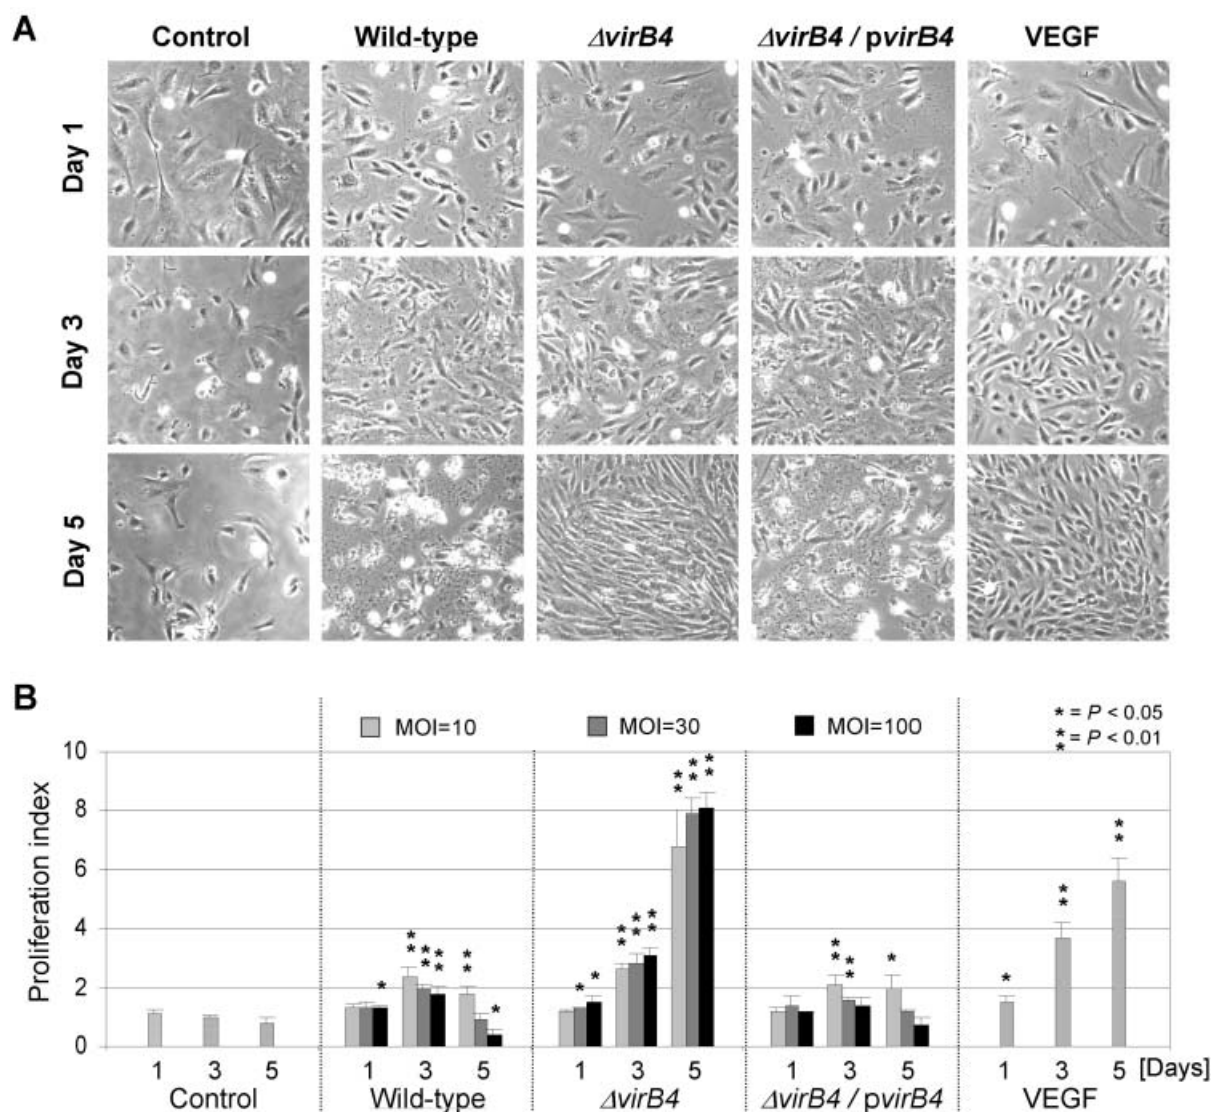 A
Control Wild-type ΔvirB4 ΔvirB4 / pvirB4 VEGF
Day 1
Day 3
Day 5
B
MOI=10 MOI=30 MOI=100
* = P < 0.05
** = P < 0.01
Proliferation index
10
8
6
4
2
0
* ** ** ** ** *
* * ** ** ** ** ** **
** ** *
* ** **
1 3 5 1 3 5 1 3 5 1 3 5 1 3 5 [Days]
Control Wild-type ΔvirB4 ΔvirB4 / pvirB4 VEGF